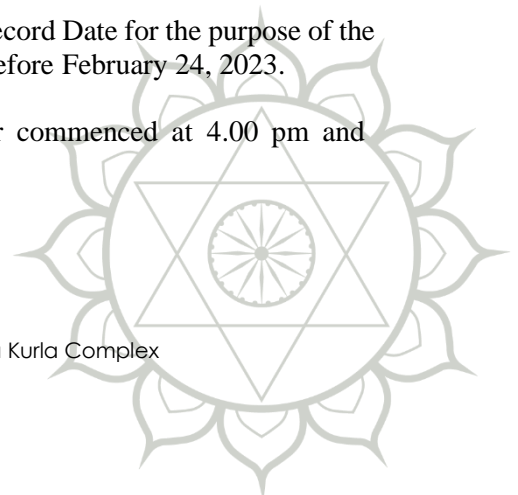 ecord Date for the purpose of the
efore February 24, 2023.
r commenced at 4.00 pm and
Kurla Complex